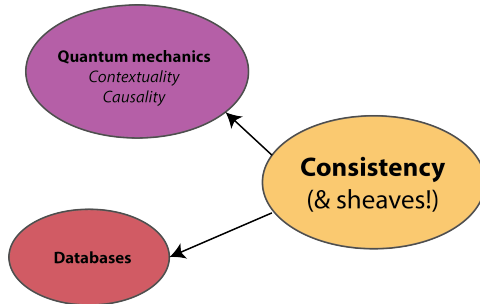 Quantum mechanics
Contextuality
Causality
Consistency
(& sheaves!)
Databases